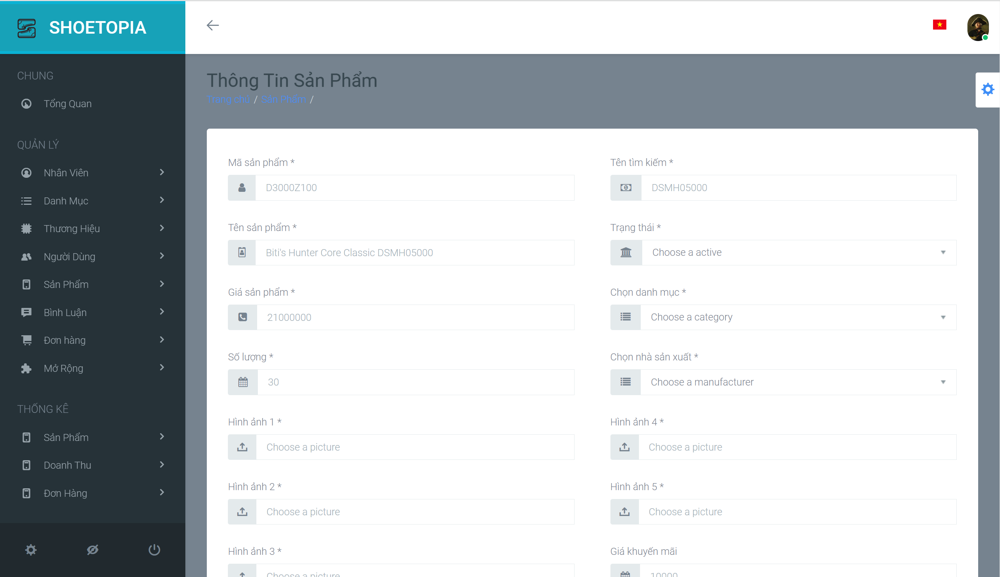 SHOETOPIA
CHUNG
Tổng Quan
QUẢN LÝ
Nhân Viên
Danh Mục
Thương Hiệu
Người Dùng
Sản Phẩm
Bình Luận
Đơn hàng
Mở Rộng
THỐNG KÊ
Sản Phẩm
Doanh Thu
Đơn Hàng
Thông Tin Sản Phẩm
Trang chủ / Sản Phẩm /
Mã sản phẩm *
D3000Z100
Tên tìm kiếm *
DSMH05000
Tên sản phẩm *
Biti's Hunter Core Classic DSMH05000
Trạng thái *
Choose a active
Giá sản phẩm *
21000000
Chọn danh mục *
Choose a category
Số lượng *
30
Chọn nhà sản xuất *
Choose a manufacturer
Hình ảnh 1 *
Choose a picture
Hình ảnh 4 *
Choose a picture
Hình ảnh 2 *
Choose a picture
Hình ảnh 5 *
Choose a picture
Hình ảnh 3 *
Choose a picture
Giá khuyến mãi
10000